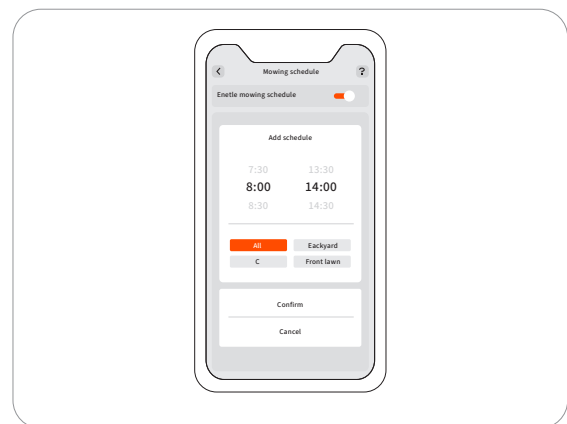 Mowing schedule ?
Enetle mowing schedule
Add schedule
7:30 13:30
8:00 14:00
8:30 14:30
All Eackyard
C Front lawn
Confirm
Cancel